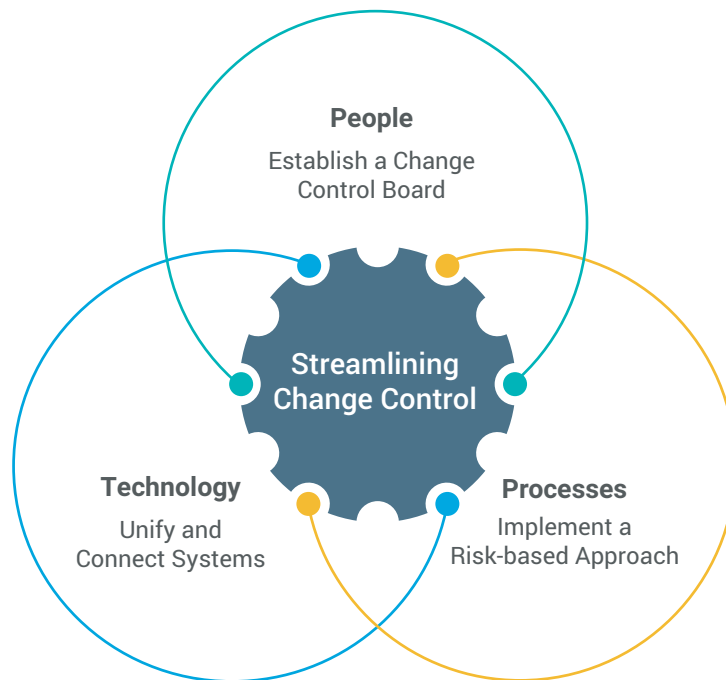 People
Establish a Change
Control Board
Streamlining
Change Control
Technology
Unify and
Connect Systems
Processes
Implement a
Risk-based Approach